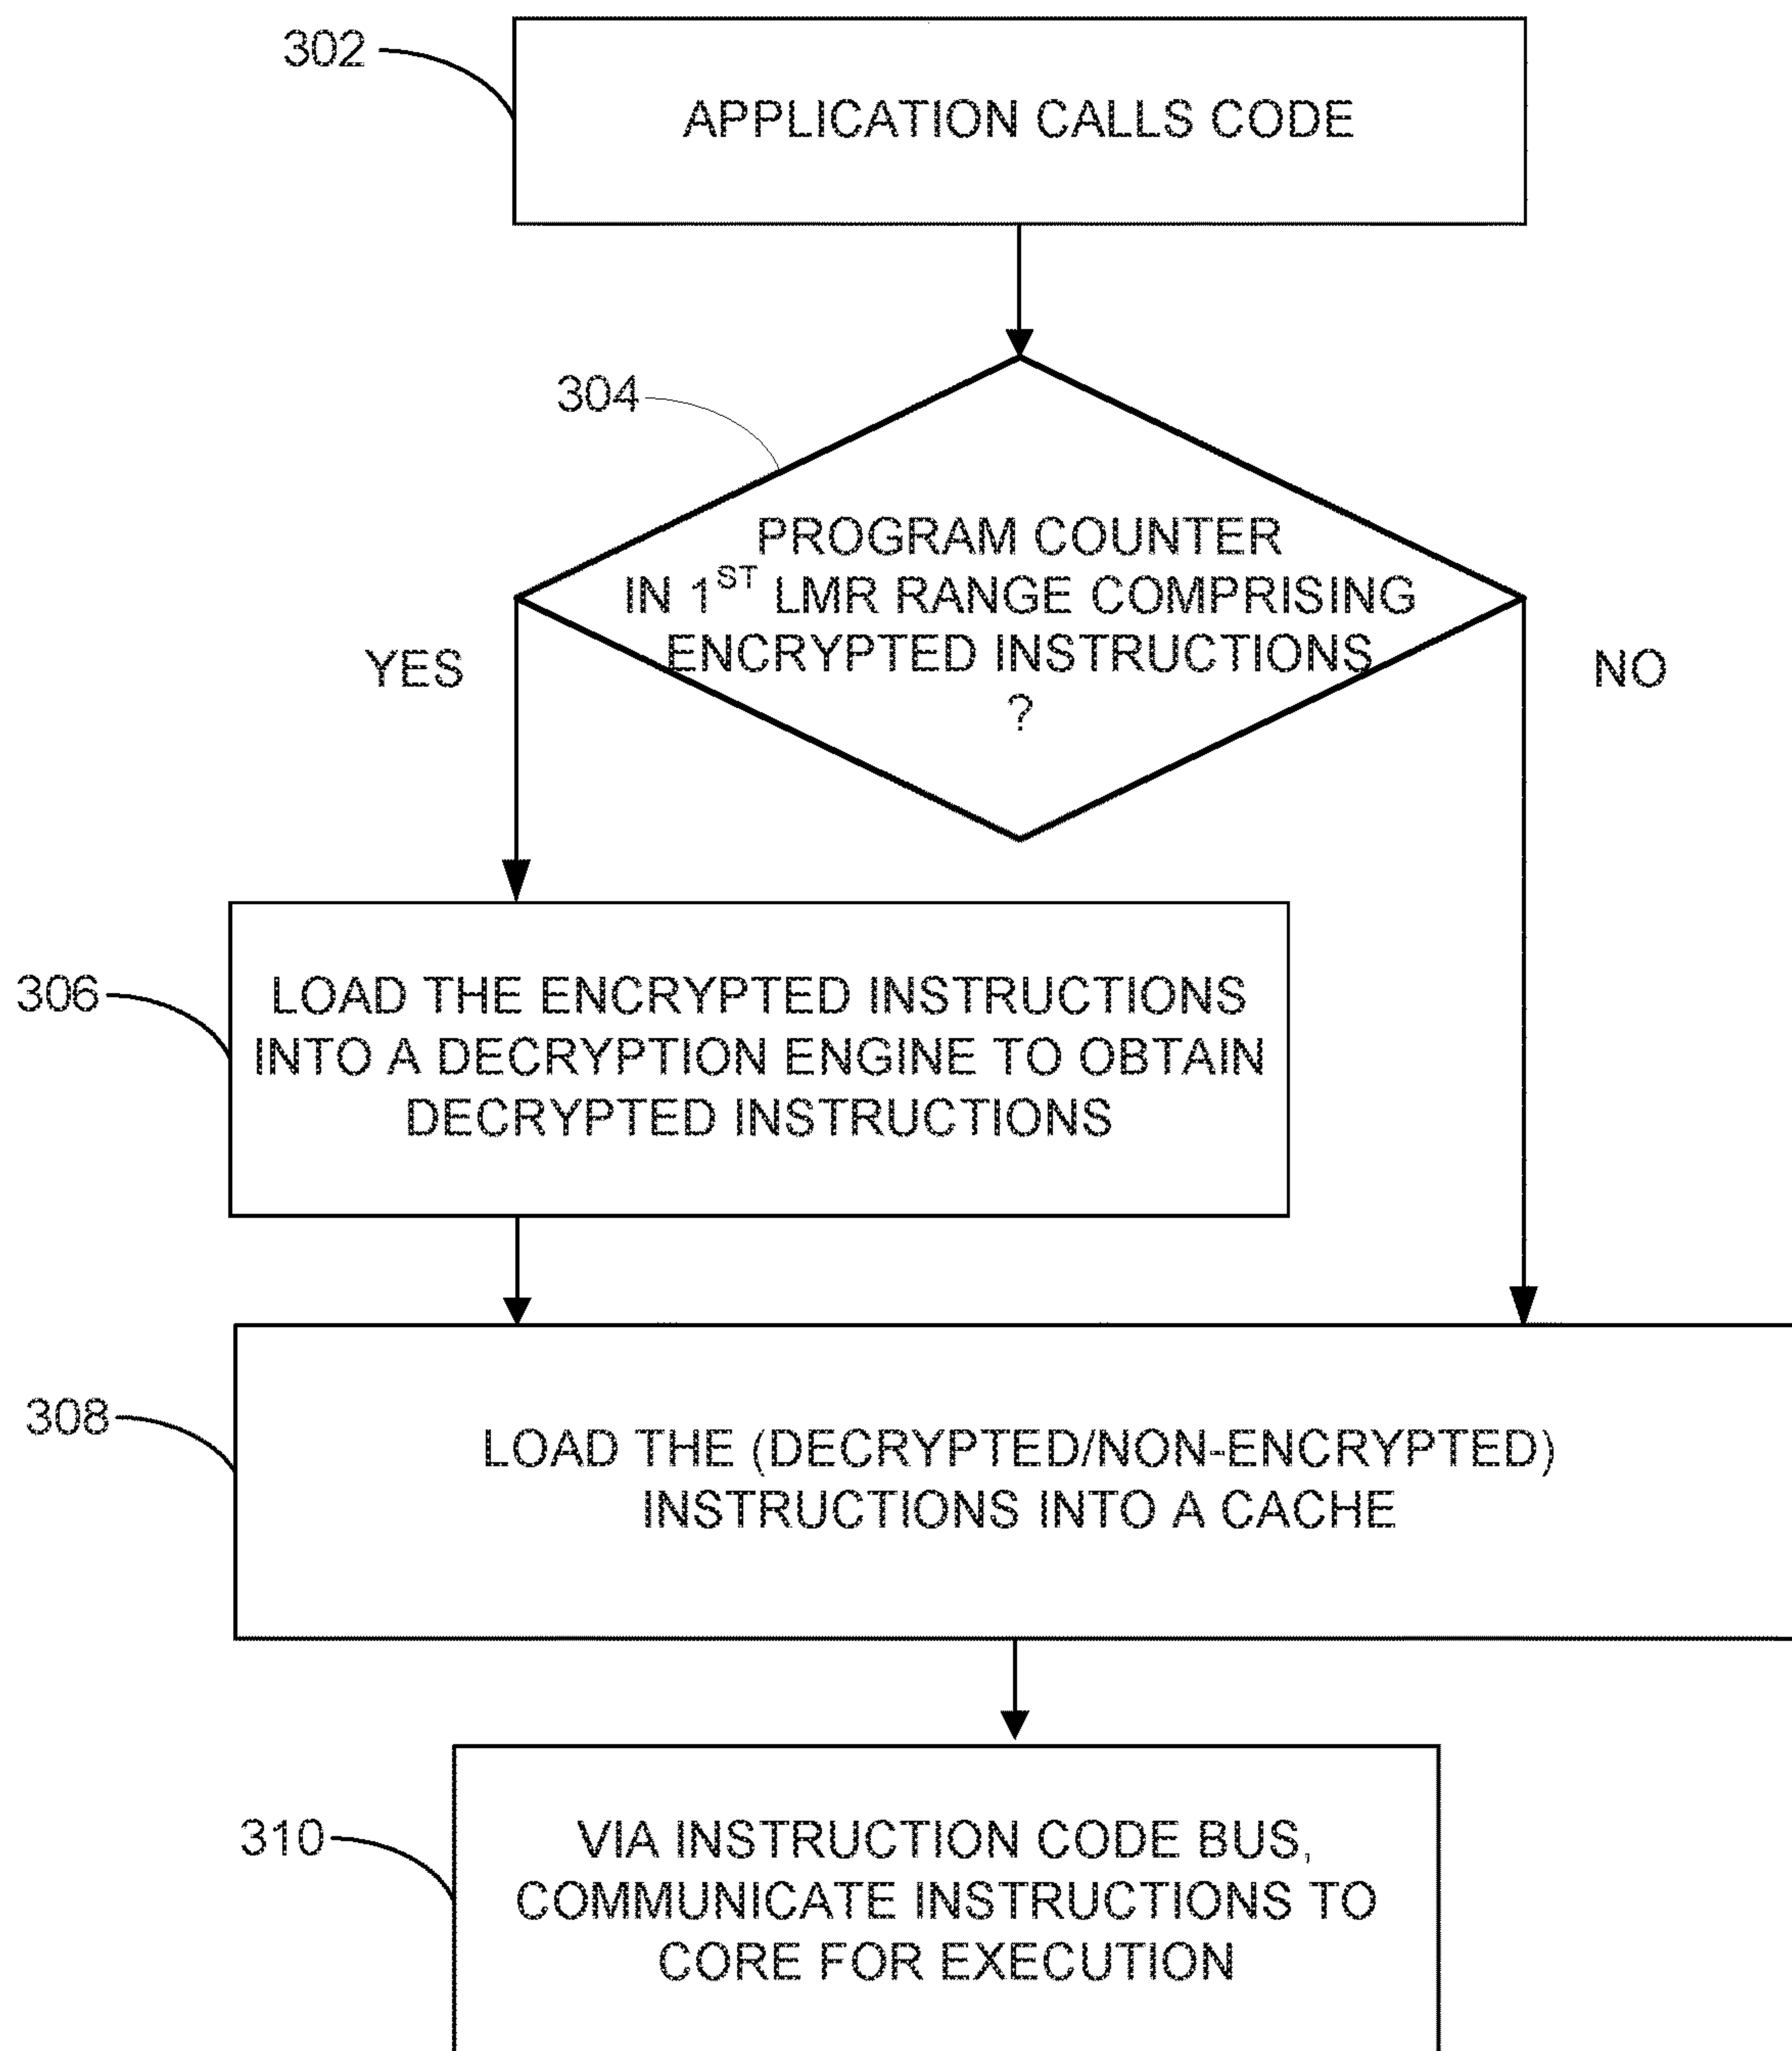 302
APPLICATION CALLS CODE
304
PROGRAM COUNTER
IN 1ST LMR RANGE COMPRISING
ENCRYPTED INSTRUCTIONS
?
YES
NO
306
LOAD THE ENCRYPTED INSTRUCTIONS
INTO A DECRYPTION ENGINE TO OBTAIN
DECRYPTED INSTRUCTIONS
308
LOAD THE (DECRYPTED/NON-ENCRYPTED)
INSTRUCTIONS INTO A CACHE
310
VIA INSTRUCTION CODE BUS,
COMMUNICATE INSTRUCTIONS TO
CORE FOR EXECUTION